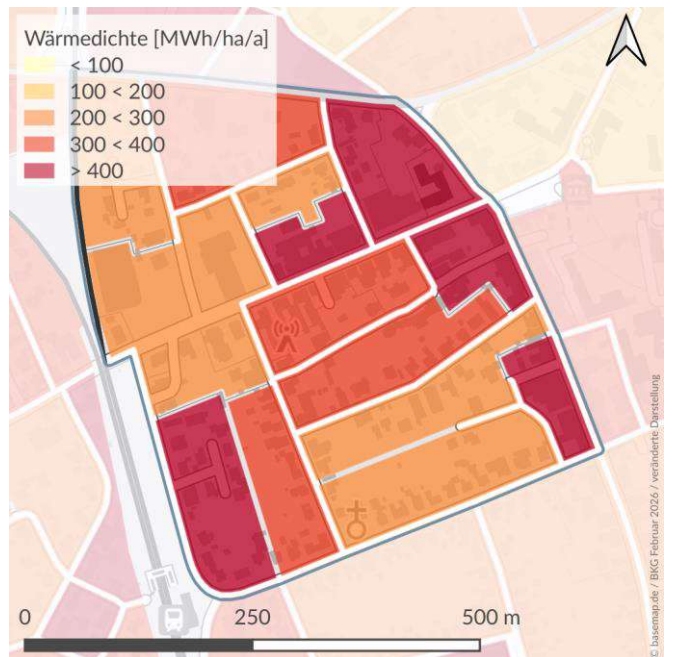 Wärmedichte [MWh/ha/a]
< 100
100 < 200
200 < 300
300 < 400
> 400
0 250 500 m
© basemap.de / BKG Februar 2026 / veränderte Darstellung